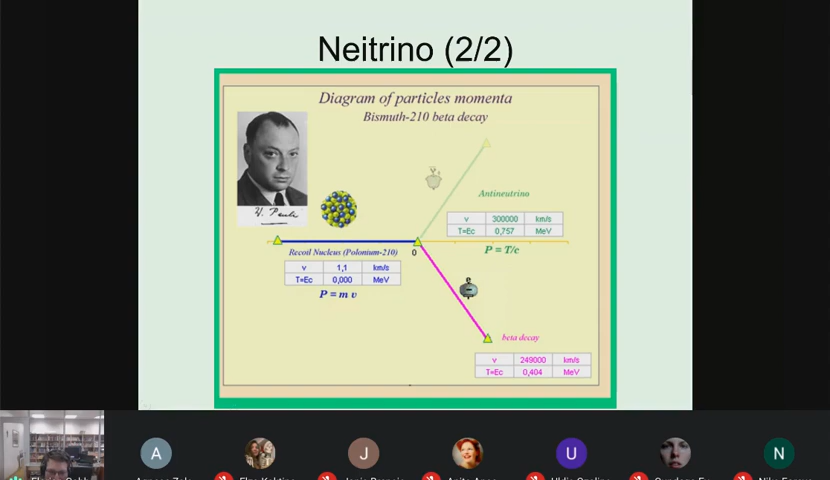 Neitrino (2/2)
Diagram of particles momenta
Bismuth-210 beta decay
Antineutrino
v 300000 km/s
T=Ec 0,757 MeV
P = T/c
Recoil Nucleus (Polonium-210)
0
v 1,1 km/s
T=Ec 0,000 MeV
P = m v
beta decay
v 249000 km/s
T=Ec 0,404 MeV
A
J
U
N